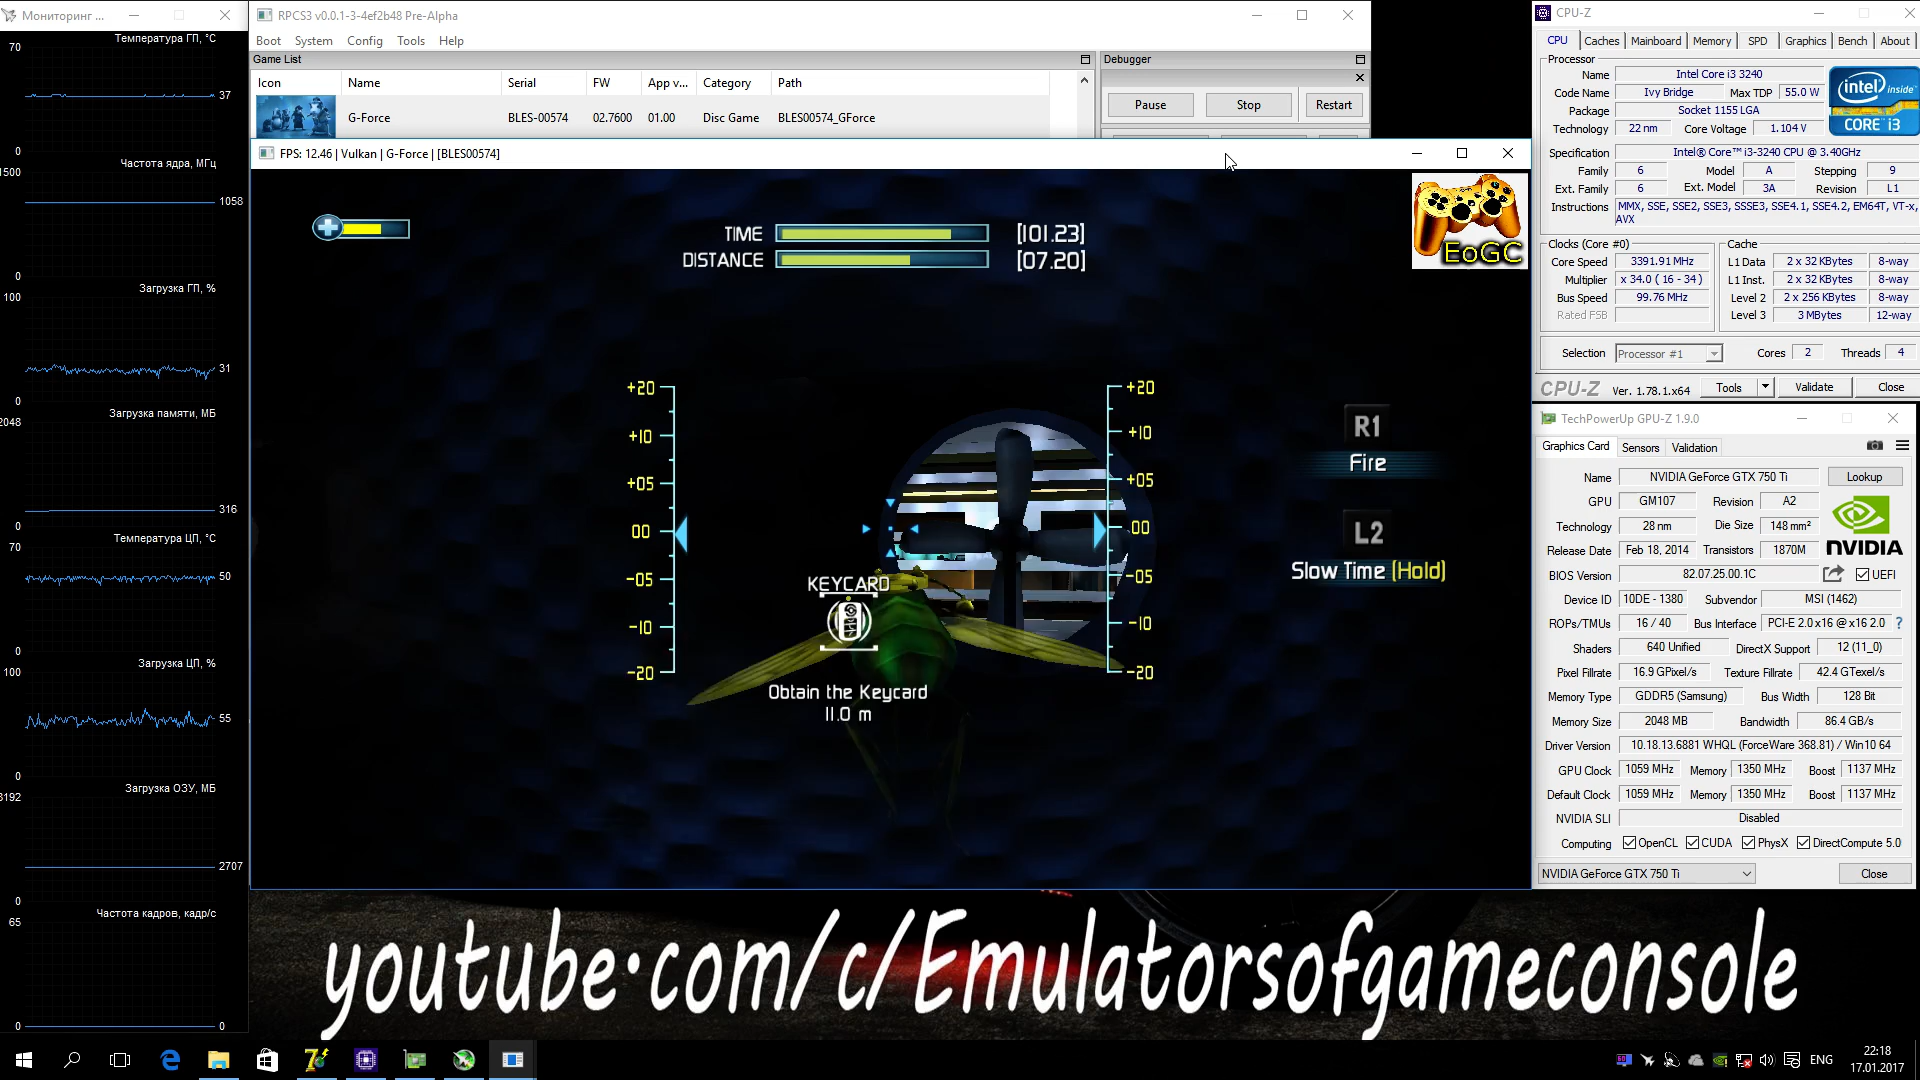 Мониторинг ...
Температура ГП, °C
70
37
0
Частота ядра, МГц
1500
1058
0
Загрузка ГП, %
100
31
0
Загрузка памяти, МБ
2048
316
0
Температура ЦП, °C
70
50
0
Загрузка ЦП, %
100
55
0
Загрузка ОЗУ, МБ
8192
2707
0
Частота кадров, кадр/с
65
0
0
RPCS3 v0.0.1-3-4ef2b48 Pre-Alpha
Boot System Config Tools Help
Game List
Icon Name Serial FW App v... Category Path
G-Force BLES-00574 02.7600 01.00 Disc Game BLES00574_GForce
Debugger
Pause Stop Restart
FPS: 12.46 | Vulkan | G-Force | [BLES00574]
EoGC
TIME [101.23]
DISTANCE [07.20]
+20 +20
+10 +10
+05 +05
00 00
-05 -05
-10 -10
-20 -20
R1
Fire
L2
Slow Time (Hold)
KEYCARD
Obtain the Keycard
11.0 m
youtube.com/c/Emulatorsofgameconsole
CPU-Z
CPU Caches Mainboard Memory SPD Graphics Bench About
Processor
Name Intel Core i3 3240
Code Name Ivy Bridge Max TDP 55.0 W
Package Socket 1155 LGA
Technology 22 nm Core Voltage 1.104 V
intel inside™
CORE i3
Specification Intel® Core™ i3-3240 CPU @ 3.40GHz
Family 6 Model A Stepping 9
Ext. Family 6 Ext. Model 3A Revision L1
Instructions MMX, SSE, SSE2, SSE3, SSSE3, SSE4.1, SSE4.2, EM64T, VT-x,
AVX
Clocks (Core #0) Cache
Core Speed 3391.91 MHz L1 Data 2 x 32 KBytes 8-way
Multiplier x 34.0 ( 16 - 34 ) L1 Inst. 2 x 32 KBytes 8-way
Bus Speed 99.76 MHz Level 2 2 x 256 KBytes 8-way
Rated FSB Level 3 3 MBytes 12-way
Selection Processor #1 Cores 2 Threads 4
CPU-Z Ver. 1.78.1.x64 Tools Validate Close
TechPowerUp GPU-Z 1.9.0
Graphics Card Sensors Validation
Name NVIDIA GeForce GTX 750 Ti Lookup
GPU GM107 Revision A2
Technology 28 nm Die Size 148 mm²
Release Date Feb 18, 2014 Transistors 1870M
NVIDIA
BIOS Version 82.07.25.00.1C UEFI
Device ID 10DE - 1380 Subvendor MSI (1462)
ROPs/TMUs 16 / 40 Bus Interface PCI-E 2.0 x16 @ x16 2.0 ?
Shaders 640 Unified DirectX Support 12 (11_0)
Pixel Fillrate 16.9 GPixel/s Texture Fillrate 42.4 GTexel/s
Memory Type GDDR5 (Samsung) Bus Width 128 Bit
Memory Size 2048 MB Bandwidth 86.4 GB/s
Driver Version 10.18.13.6881 WHQL (ForceWare 368.81) / Win10 64
GPU Clock 1059 MHz Memory 1350 MHz Boost 1137 MHz
Default Clock 1059 MHz Memory 1350 MHz Boost 1137 MHz
NVIDIA SLI Disabled
Computing OpenCL CUDA PhysX DirectCompute 5.0
NVIDIA GeForce GTX 750 Ti Close
ENG
22:18
17.01.2017